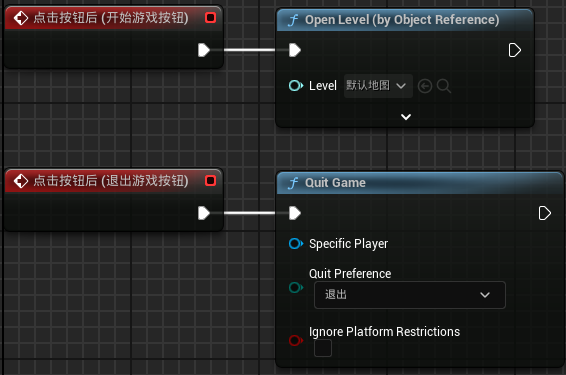 点击按钮后 (开始游戏按钮)
Open Level (by Object Reference)
Level 默认地图
点击按钮后 (退出游戏按钮)
Quit Game
Specific Player
Quit Preference
退出
Ignore Platform Restrictions